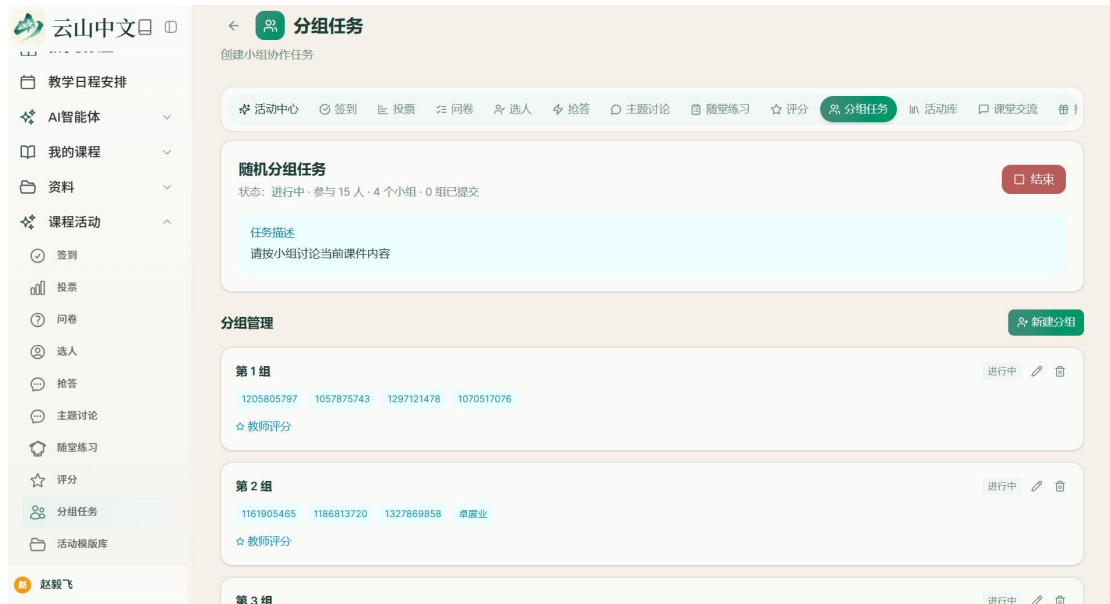 云山中文
教学日程安排
AI智能体
我的课程
资料
课程活动
签到
投票
问卷
选人
抢答
主题讨论
随堂练习
评分
分组任务
活动模版库
赵 赵毅飞
分组任务
创建小组协作任务
活动中心 签到 投票 问卷 选人 抢答 主题讨论 随堂练习 评分 分组任务 活动库 课堂交流
随机分组任务
状态: 进行中 · 参与 15 人 · 4 个小组 · 0 组已提交
结束
任务描述
请按小组讨论当前课件内容
分组管理
新建分组
第 1 组
进行中
1205805797 1057875743 1297121478 1070517076
教师评分
第 2 组
进行中
1161905465 1186813720 1327869858 卓展业
教师评分
第 3 组
进行中